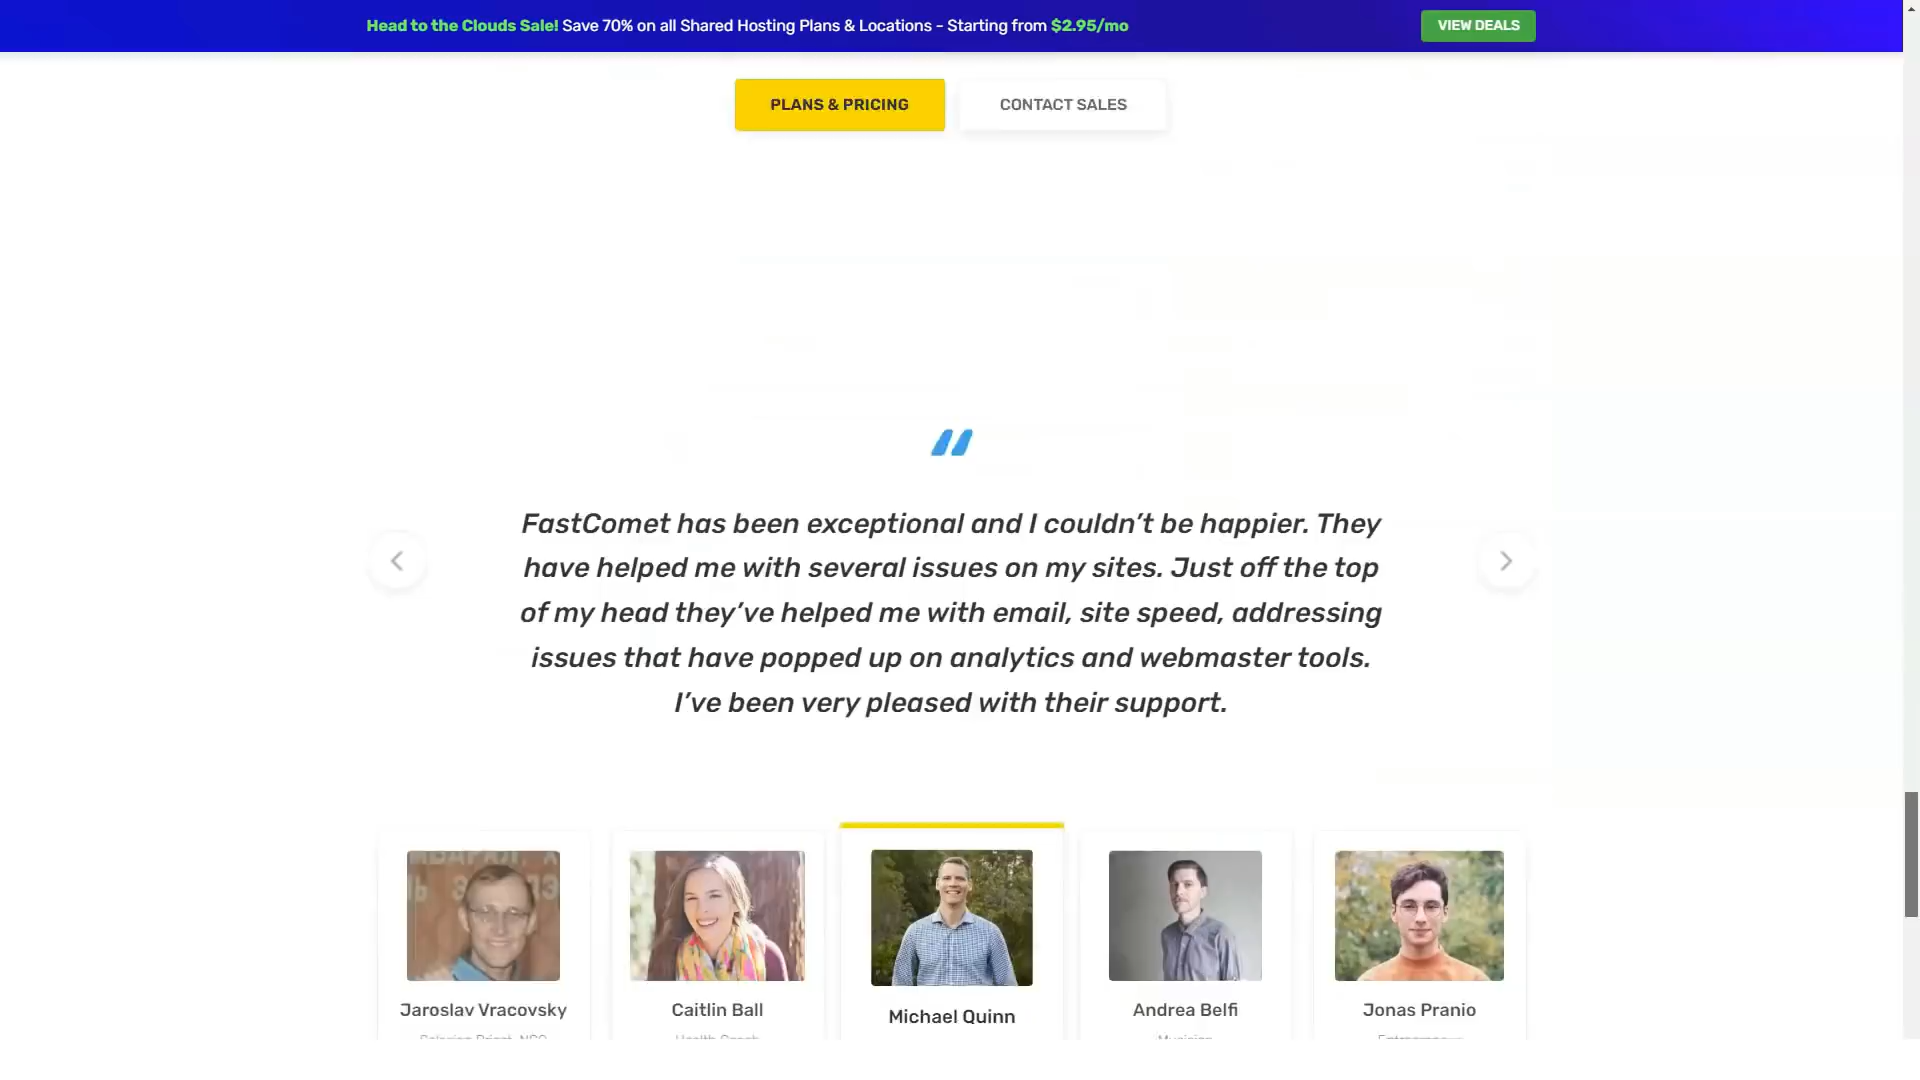 Head to the Clouds Sale! Save 70% on all Shared Hosting Plans & Locations - Starting from $2.95/mo
VIEW DEALS
PLANS & PRICING
CONTACT SALES
FastComet has been exceptional and I couldn’t be happier. They
have helped me with several issues on my sites. Just off the top
of my head they’ve helped me with email, site speed, addressing
issues that have popped up on analytics and webmaster tools.
I’ve been very pleased with their support.
Jaroslav Vracovsky
Caitlin Ball
Michael Quinn
Andrea Belfi
Jonas Pranio